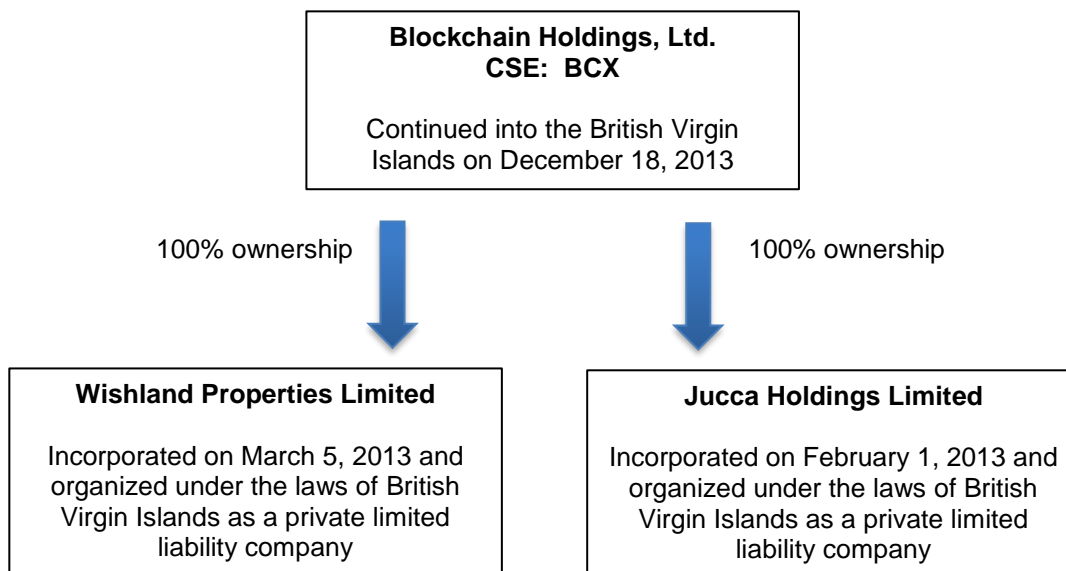 Blockchain Holdings, Ltd.
CSE:  BCX
Continued into the British Virgin
Islands on December 18, 2013
100% ownership
100% ownership
Wishland Properties Limited
Incorporated on March 5, 2013 and
organized under the laws of British
Virgin Islands as a private limited
liability company
Jucca Holdings Limited
Incorporated on February 1, 2013 and
organized under the laws of British
Virgin Islands as a private limited
liability company